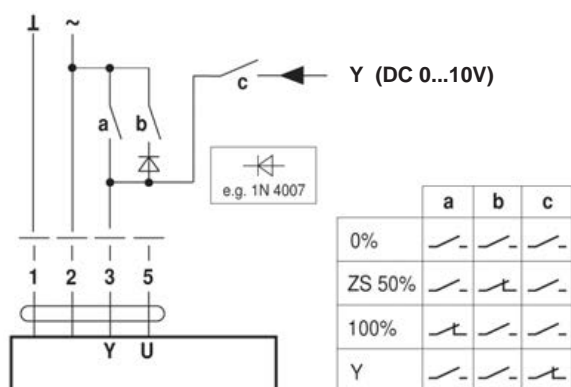 ⊥ ~
Y (DC 0...10V)
c
a b
e.g. 1N 4007
a b c
0%
1 2 3 5
ZS 50%
100%
Y U
Y